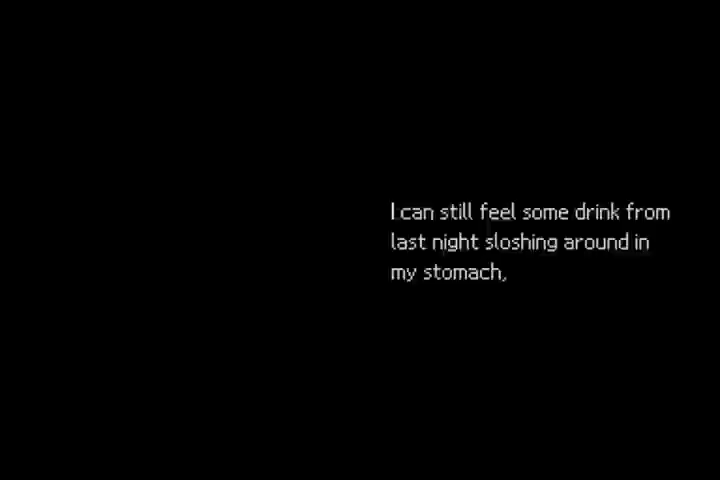 I can still feel some drink from
last night sloshing around in
my stomach,